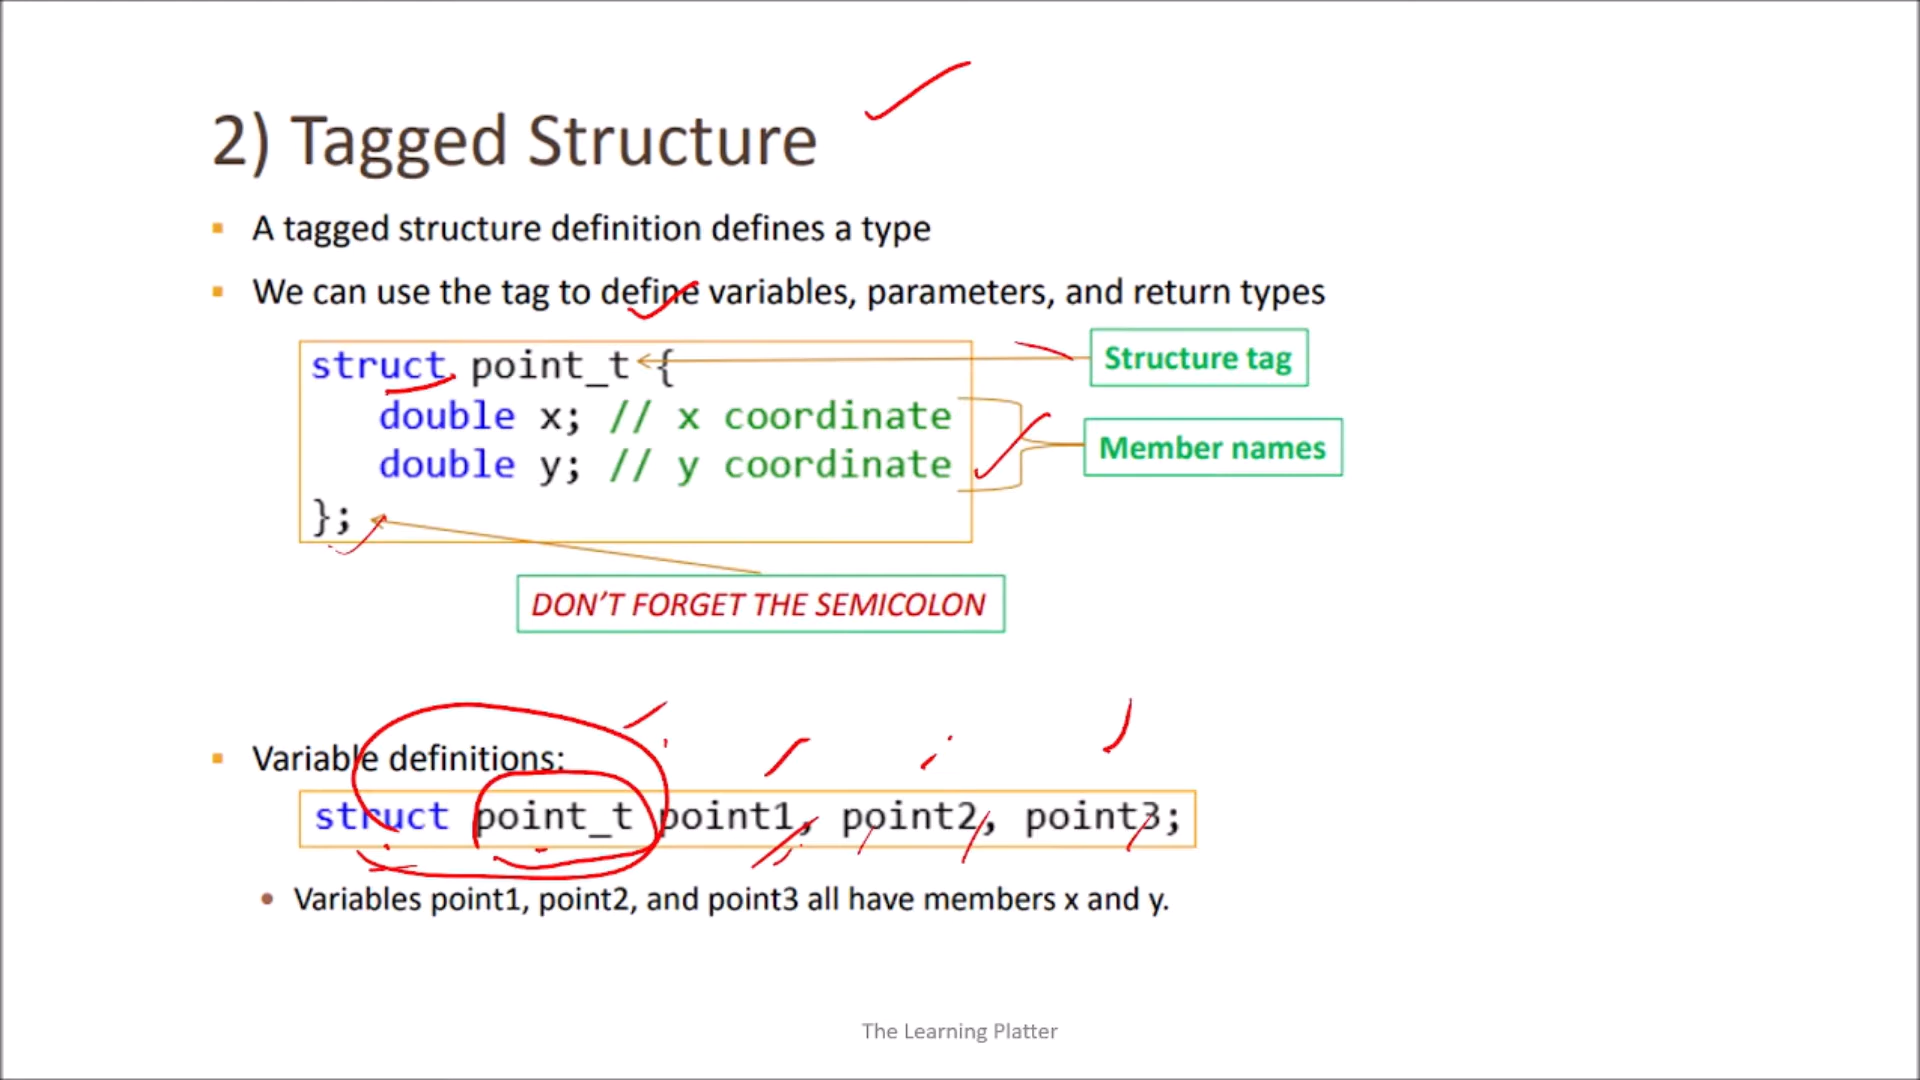 2) Tagged Structure
A tagged structure definition defines a type
We can use the tag to define variables, parameters, and return types
struct point_t {
Structure tag
double x; // x coordinate
double y; // y coordinate
Member names
};
DON'T FORGET THE SEMICOLON
Variable definitions:
struct point_t point1, point2, point3;
Variables point1, point2, and point3 all have members x and y.
The Learning Platter